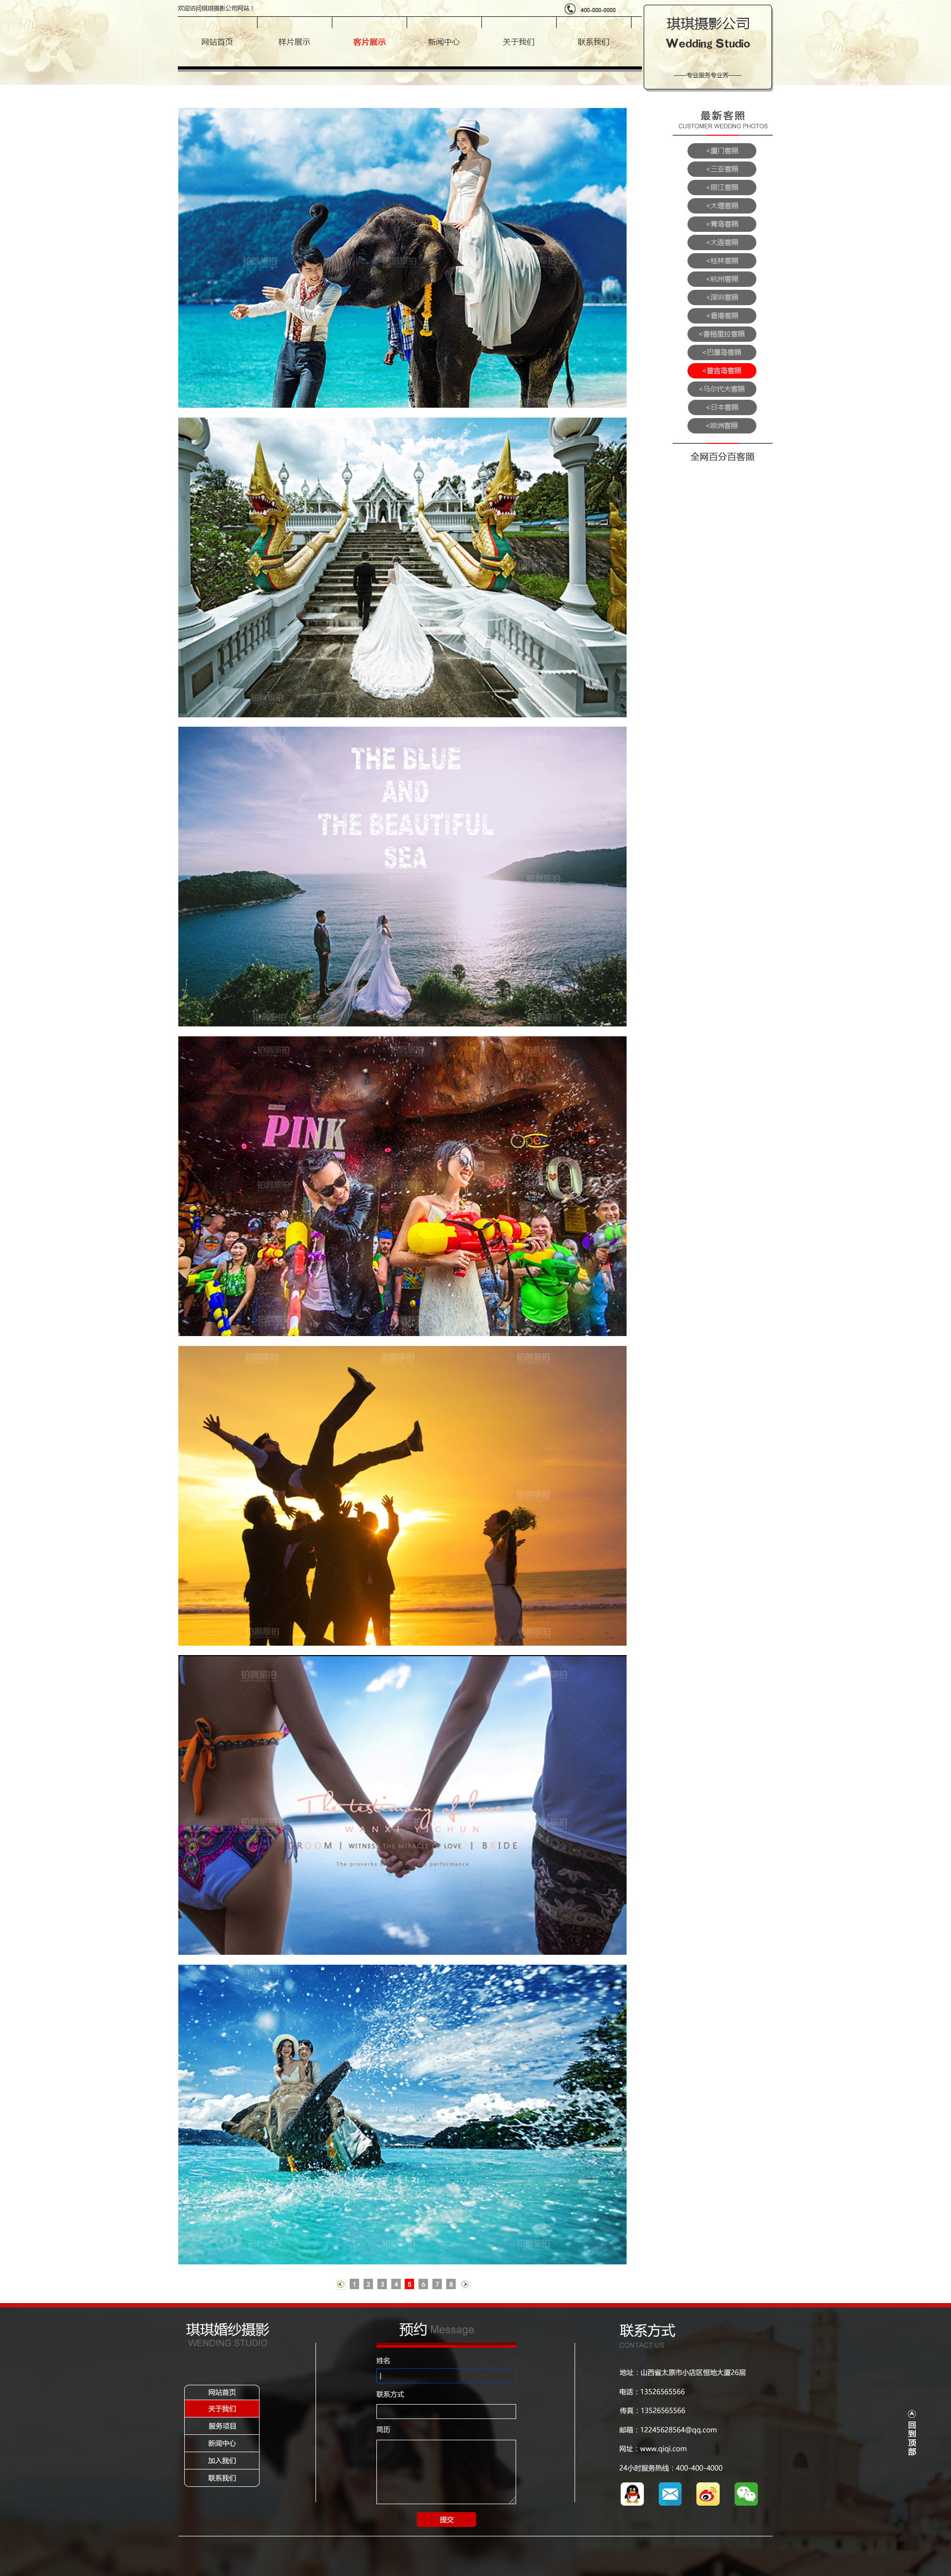 欢迎访问琪琪摄影公司网站！
400-000-0000
网站首页
样片展示
客片展示
新闻中心
关于我们
联系我们
琪琪摄影公司
Wedding Studio
——专业服务专业秀——
最新客照
CUSTOMER WEDDNG PHOTOS
<厦门客照
<三亚客照
<丽江客照
<大理客照
<青岛客照
<大连客照
<桂林客照
<杭州客照
<深圳客照
<香港客照
<香格里拉客照
<巴厘岛客照
<普吉岛客照
<马尔代夫客照
<日本客照
<欧洲客照
全网百分百客照
铂爵旅拍
THE BLUE
AND
THE BEAUTIFUL
SEA
PINK
Ope
The testimony of love
WANXI YICHUN
GROOM | WITNESS THE MIRACLE OF LOVE | BRIDE
The proverbs performance
1 2 3 4 5 6 7 8
琪琪婚纱摄影
WENDING STUDIO
网站首页
关于我们
服务项目
新闻中心
加入我们
联系我们
预约 Message
姓名
联系方式
简历
提交
联系方式
CONTACT US
地址：山西省太原市小店区恒地大厦26层
电话：13526565566
传真：13526565566
邮箱：12245628564@qq.com
网址：www.qiqi.com
24小时服务热线：400-400-4000
回到顶部